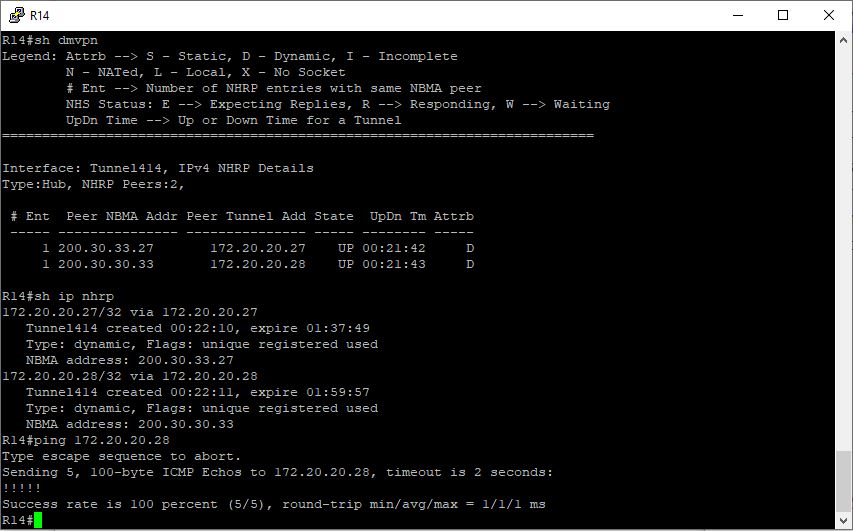 R14
R14#sh dmvpn
Legend: Attrb --> S - Static, D - Dynamic, I - Incomplete
        N - NATed, L - Local, X - No Socket
        # Ent --> Number of NHRP entries with same NBMA peer
        NHS Status: E --> Expecting Replies, R --> Responding, W --> Waiting
        UpDn Time --> Up or Down Time for a Tunnel
==========================================================================
Interface: Tunnel414, IPv4 NHRP Details
Type:Hub, NHRP Peers:2,
 # Ent  Peer NBMA Addr Peer Tunnel Add State  UpDn Tm Attrb
 ----- --------------- --------------- ----- -------- -----
     1 200.30.33.27       172.20.20.27    UP 00:21:42     D
     1 200.30.30.33       172.20.20.28    UP 00:21:43     D
R14#sh ip nhrp
172.20.20.27/32 via 172.20.20.27
   Tunnel414 created 00:22:10, expire 01:37:49
   Type: dynamic, Flags: unique registered used
   NBMA address: 200.30.33.27
172.20.20.28/32 via 172.20.20.28
   Tunnel414 created 00:22:11, expire 01:59:57
   Type: dynamic, Flags: unique registered used
   NBMA address: 200.30.30.33
R14#ping 172.20.20.28
Type escape sequence to abort.
Sending 5, 100-byte ICMP Echos to 172.20.20.28, timeout is 2 seconds:
!!!!!
Success rate is 100 percent (5/5), round-trip min/avg/max = 1/1/1 ms
R14#